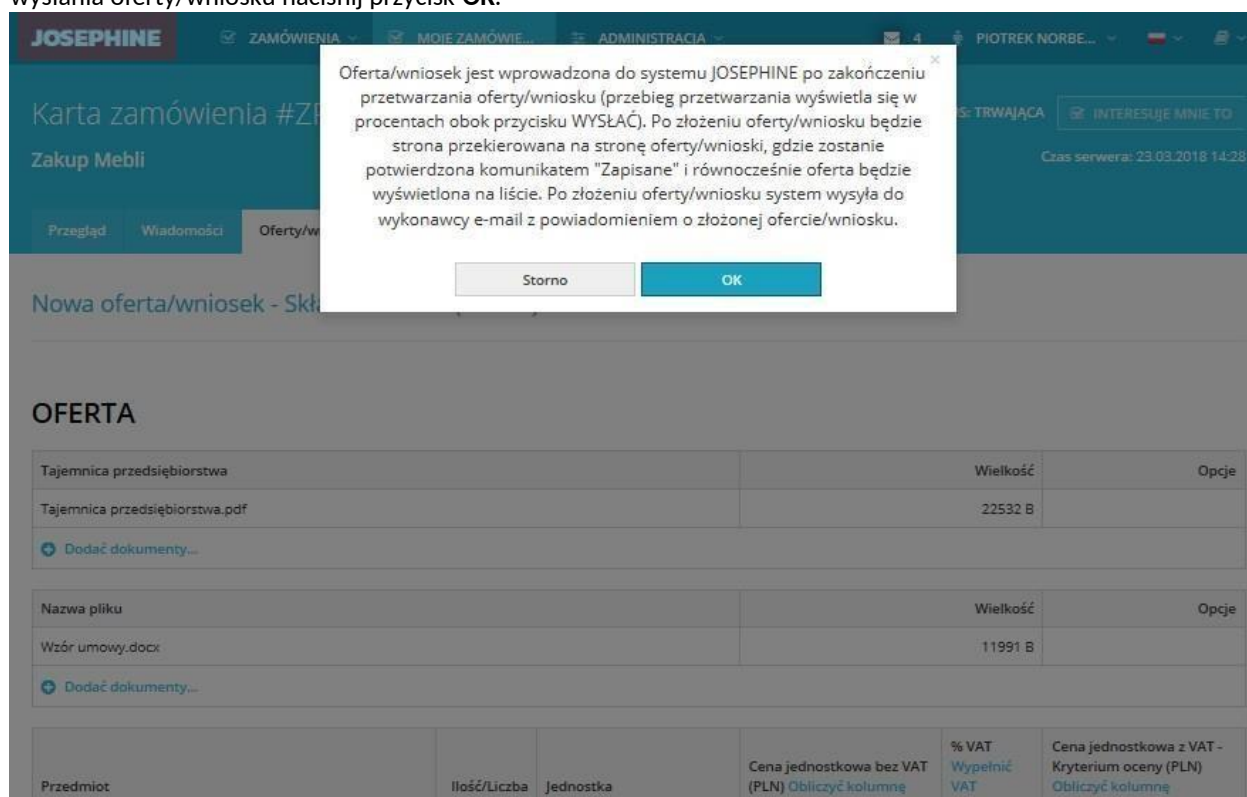 wysłania oferty/wniosku naciśnij przycisk OK.
JOSEPHINE ZAMÓWIENIA MOJE ZAMÓWIE... ADMINISTRACJA 4 PIOTREK NORBE...
Oferta/wniosek jest wprowadzona do systemu JOSEPHINE po zakończeniu
przetwarzania oferty/wniosku (przebieg przetwarzania wyświetla się w
procentach obok przycisku WYSŁAĆ). Po złożeniu oferty/wniosku będzie
strona przekierowana na stronę oferty/wnioski, gdzie zostanie
potwierdzona komunikatem "Zapisane" i równocześnie oferta będzie
wyświetlona na liście. Po złożeniu oferty/wniosku system wysyła do
wykonawcy e-mail z powiadomieniem o złożonej ofercie/wniosku.
Storno OK
Karta zamówienia #ZP TRWAJĄCA INTERESUJE MNIE TO
Zakup Mebli Czas serwera: 23.03.2018 14:28
Przegląd Wiadomości Oferty/w
Nowa oferta/wniosek -
OFERTA
Tajemnica przedsiębiorstwa Wielkość Opcje
Tajemnica przedsiębiorstwa.pdf 22532 B
Dodać dokumenty...
Nazwa pliku Wielkość Opcje
Wzór umowy.docx 11991 B
Dodać dokumenty...
Przedmiot Ilość/Liczba Jednostka
Cena jednostkowa bez VAT
(PLN) Obliczyć kolumnę
% VAT
Wypełnić
VAT
Cena jednostkowa z VAT -
Kryterium oceny (PLN)
Obliczyć kolumnę